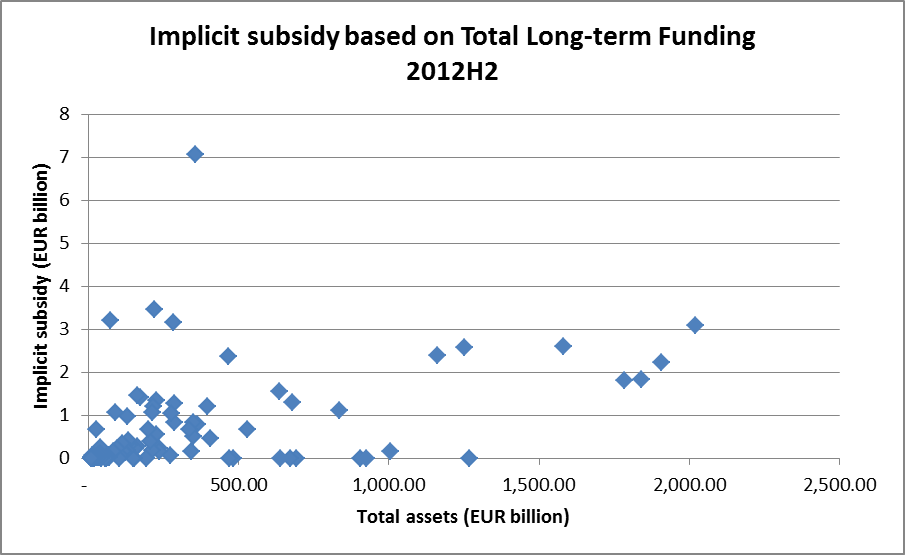 Implicit subsidy based on Total Long-term Funding
2012H2
Implicit subsidy (EUR billion)
8
7
6
5
4
3
2
1
0
- 500.00 1,000.00 1,500.00 2,000.00 2,500.00
Total assets (EUR billion)